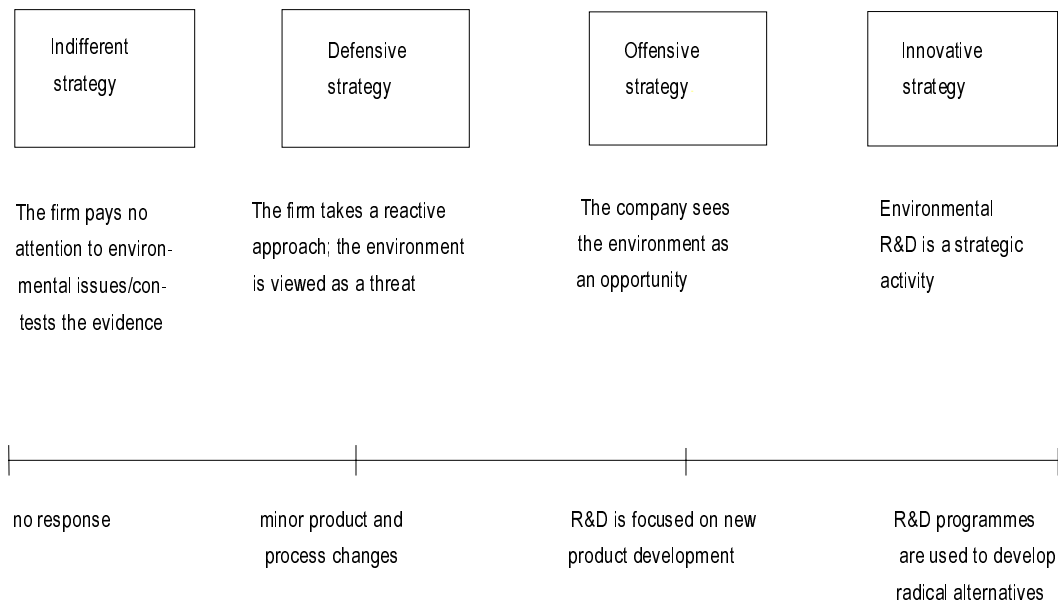 Indifferent
strategy
Defensive
strategy
Offensive
strategy
Innovative
strategy
The firm pays no
attention to environ-
mental issues/con-
tests the evidence
The firm takes a reactive
approach; the environment
is viewed as a threat
The company sees
the environment as
an opportunity
Environmental
R&D is a strategic
activity
no response
minor product and
process changes
R&D is focused on new
product development
R&D programmes
are used to develop
radical alternatives